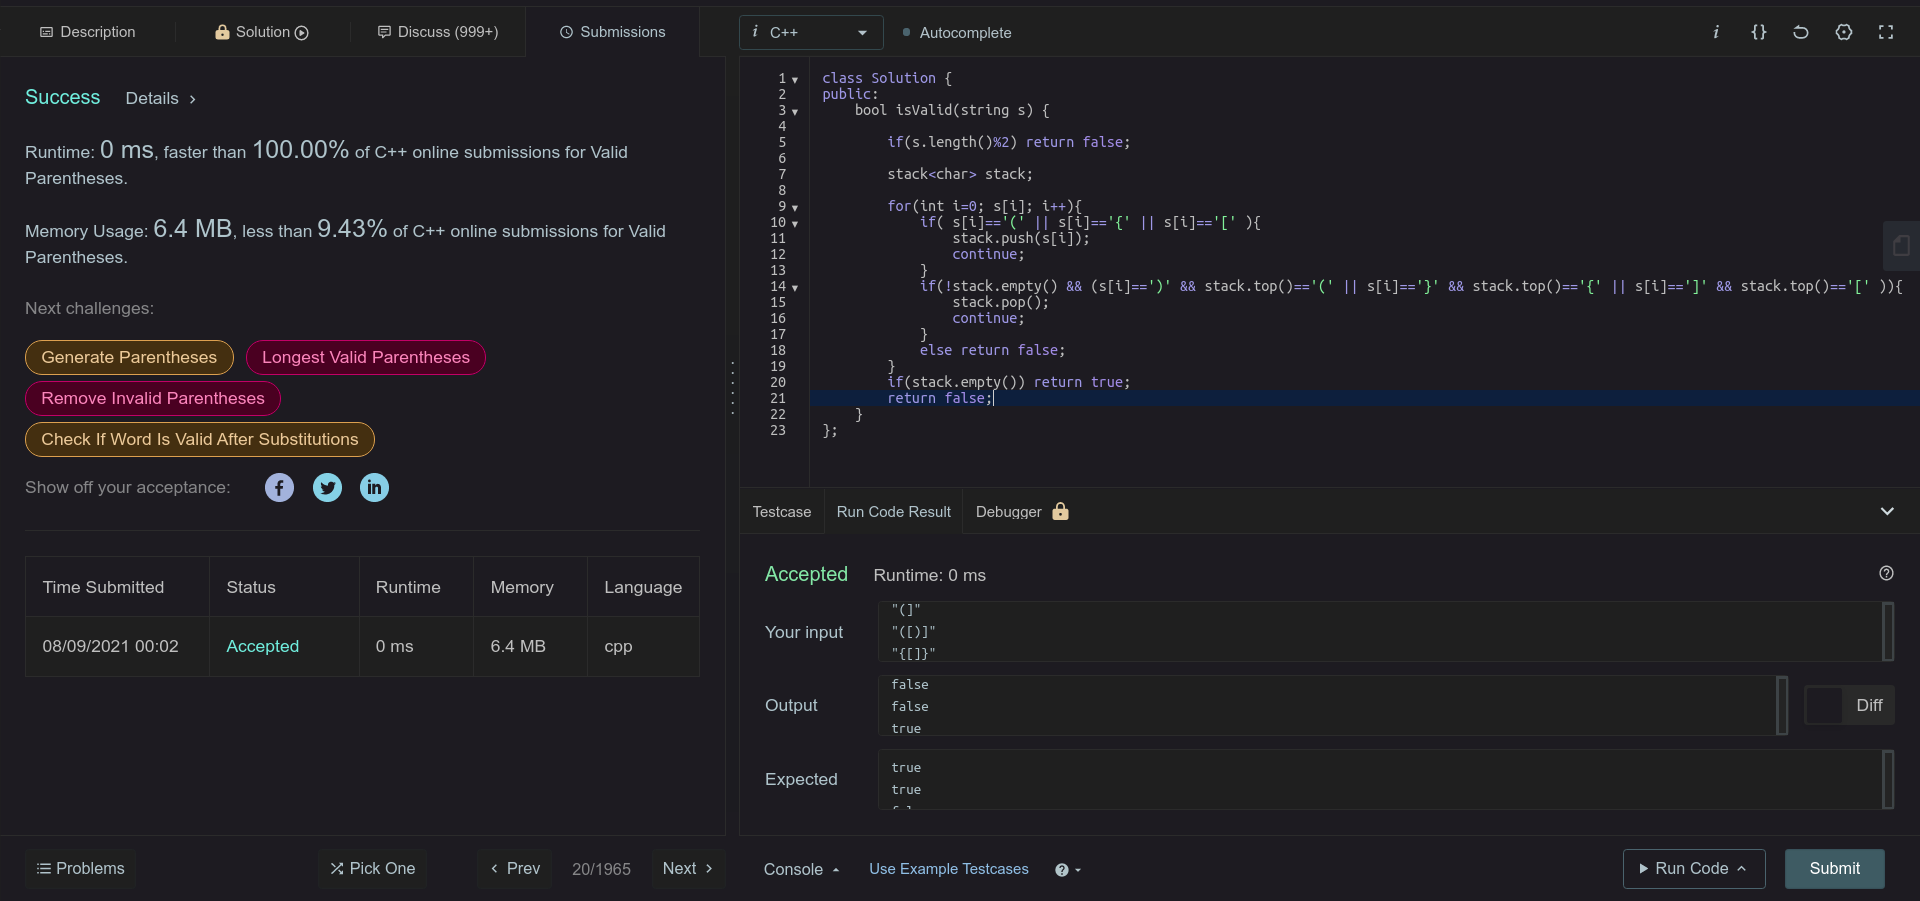 Description
Solution
Discuss (999+)
Submissions
i C++
Autocomplete
i {}
Success Details >
Runtime: 0 ms, faster than 100.00% of C++ online submissions for Valid
Parentheses.
Memory Usage: 6.4 MB, less than 9.43% of C++ online submissions for Valid
Parentheses.
Next challenges:
Generate Parentheses
Longest Valid Parentheses
Remove Invalid Parentheses
Check If Word Is Valid After Substitutions
Show off your acceptance:
Time Submitted Status Runtime Memory Language
08/09/2021 00:02 Accepted 0 ms 6.4 MB cpp
Problems
Pick One
< Prev
20/1965
Next >
1 class Solution {
2 public:
3     bool isValid(string s) {
4
5         if(s.length()%2) return false;
6
7         stack<char> stack;
8
9         for(int i=0; s[i]; i++){
10             if( s[i]=='(' || s[i]=='{' || s[i]=='[' ){
11                 stack.push(s[i]);
12                 continue;
13             }
14             if(!stack.empty() && (s[i]==')' && stack.top()=='(' || s[i]=='}' && stack.top()=='{' || s[i]==']' && stack.top()=='[' )){
15                 stack.pop();
16                 continue;
17             }
18             else return false;
19         }
20         if(stack.empty()) return true;
21         return false;
22     }
23 };
Testcase
Run Code Result
Debugger
Accepted Runtime: 0 ms
Your input
"(]"
"([)]"
"{[]}"
Output
false
false
true
Diff
Expected
true
true
Console
Use Example Testcases
Run Code
Submit